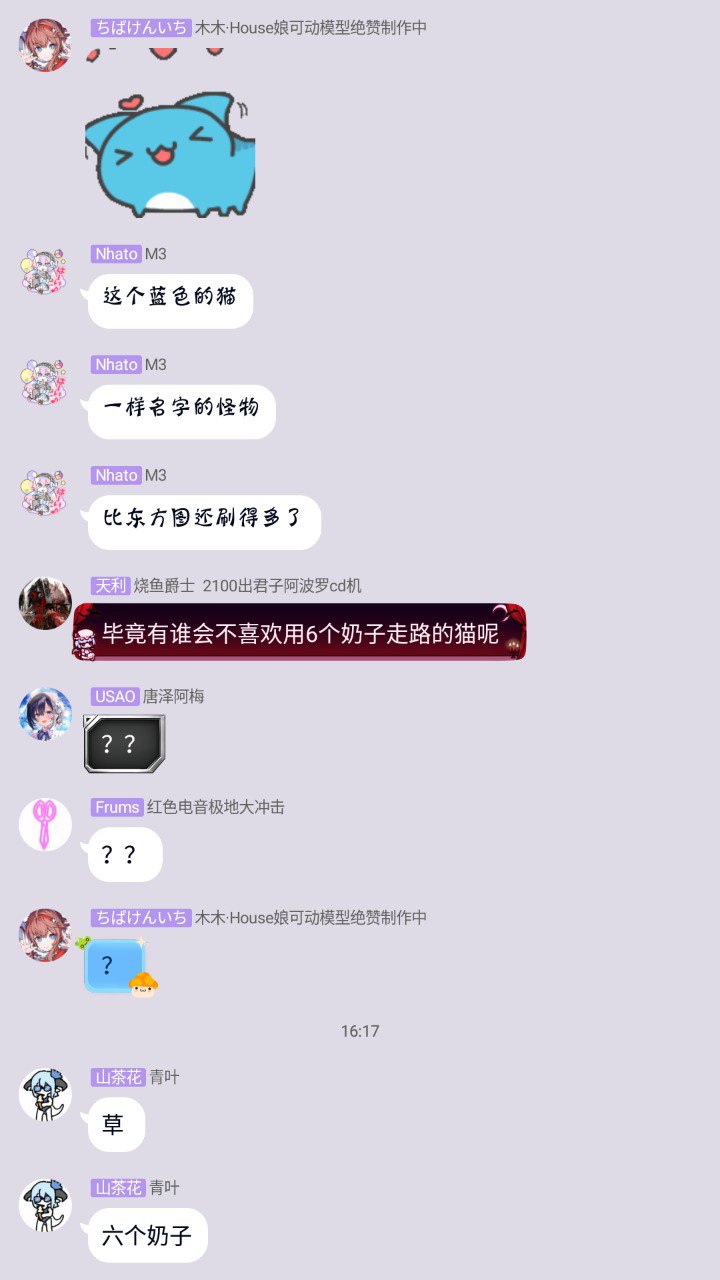 ちばけんいち 木木·House娘可动模型绝赞制作中
Nhato M3
这个蓝色的猫
Nhato M3
一样名字的怪物
Nhato M3
比东方图还刷得多了
天利 烧鱼爵士 2100出君子阿波罗cd机
毕竟有谁会不喜欢用6个奶子走路的猫呢
USAO 唐泽阿梅
？？
Frums 红色电音极地大冲击
？？
ちばけんいち 木木·House娘可动模型绝赞制作中
？
16:17
山茶花 青叶
草
山茶花 青叶
六个奶子